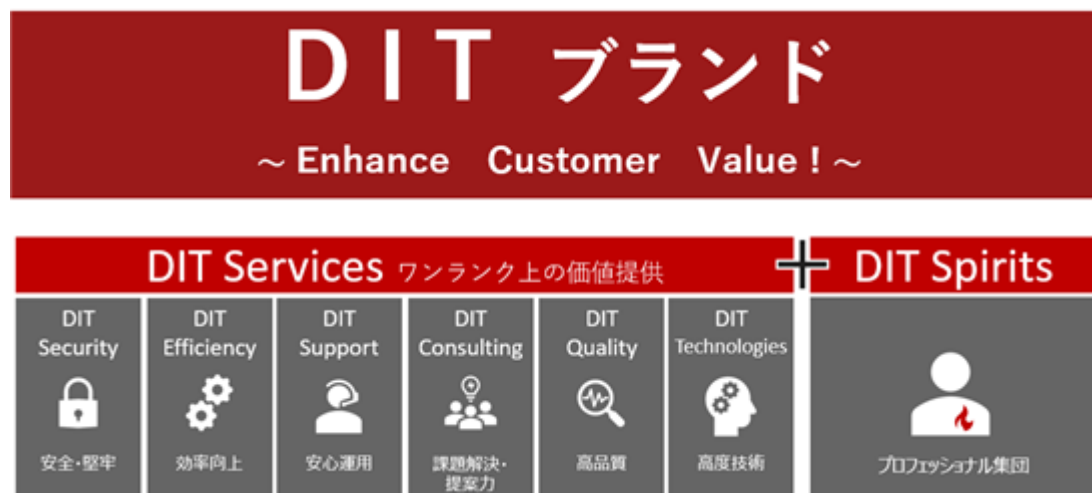 DIT ブランド
～ Enhance Customer Value ! ～
DIT Services ワンランク上の価値提供
+
DIT Spirits
DIT
Security
安全・堅牢
DIT
Efficiency
効率向上
DIT
Support
安心運用
DIT
Consulting
課題解決・
提案力
DIT
Quality
高品質
DIT
Technologies
高度技術
プロフェッショナル集団